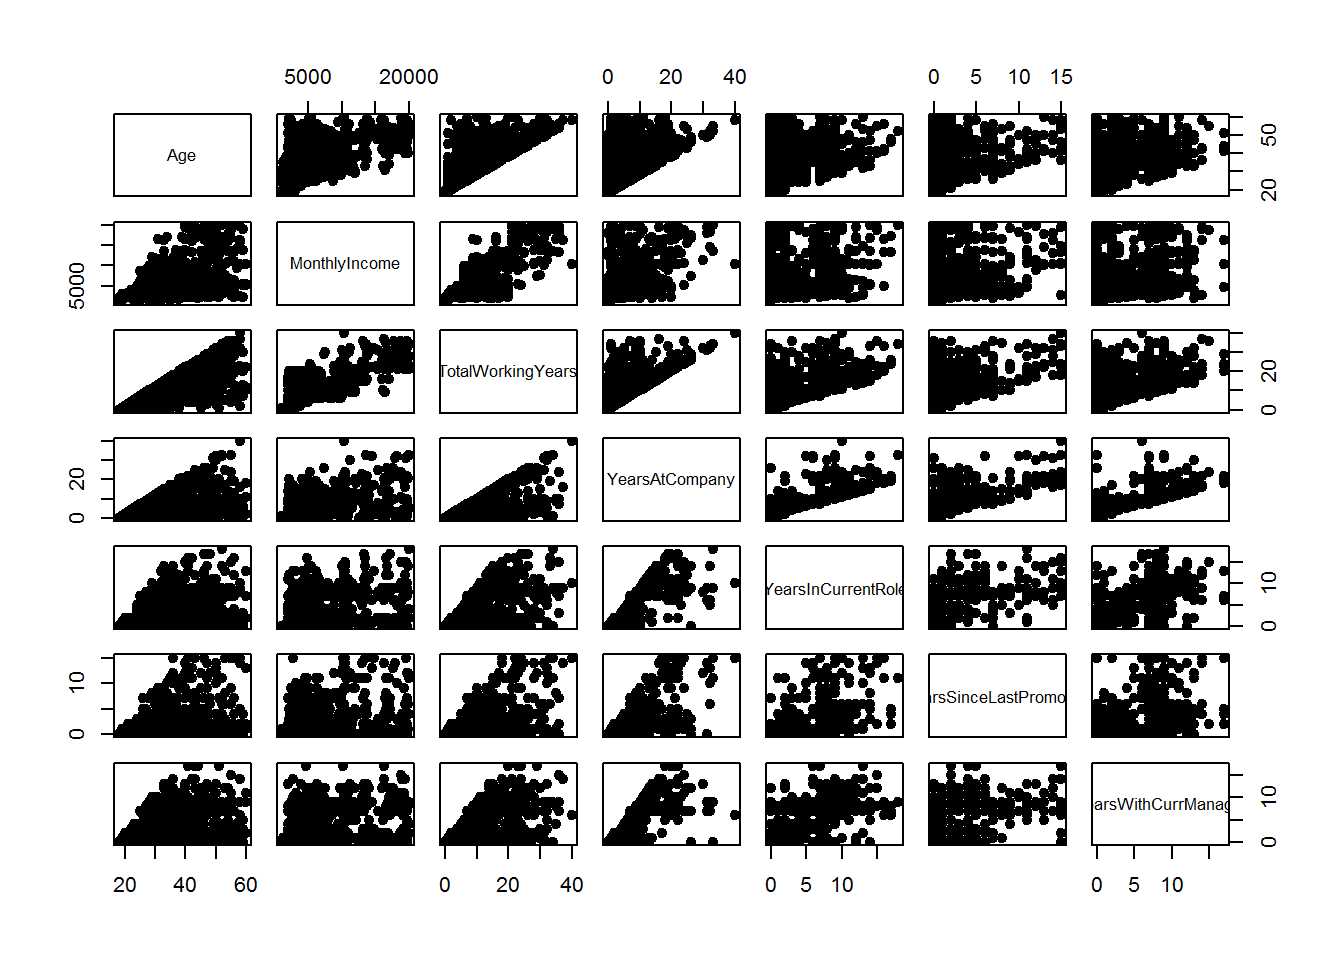 5000 20000 0 20 40 0 5 10 15
Age 20 50
5000 MonthlyIncome
TotalWorkingYears 0 20
0 20 YearsAtCompany
YearsInCurrentRole 0 10
0 10 arsSinceLastPromo
arsWithCurrManag 0 10
20 40 60 0 20 40 0 5 10 0 5 10